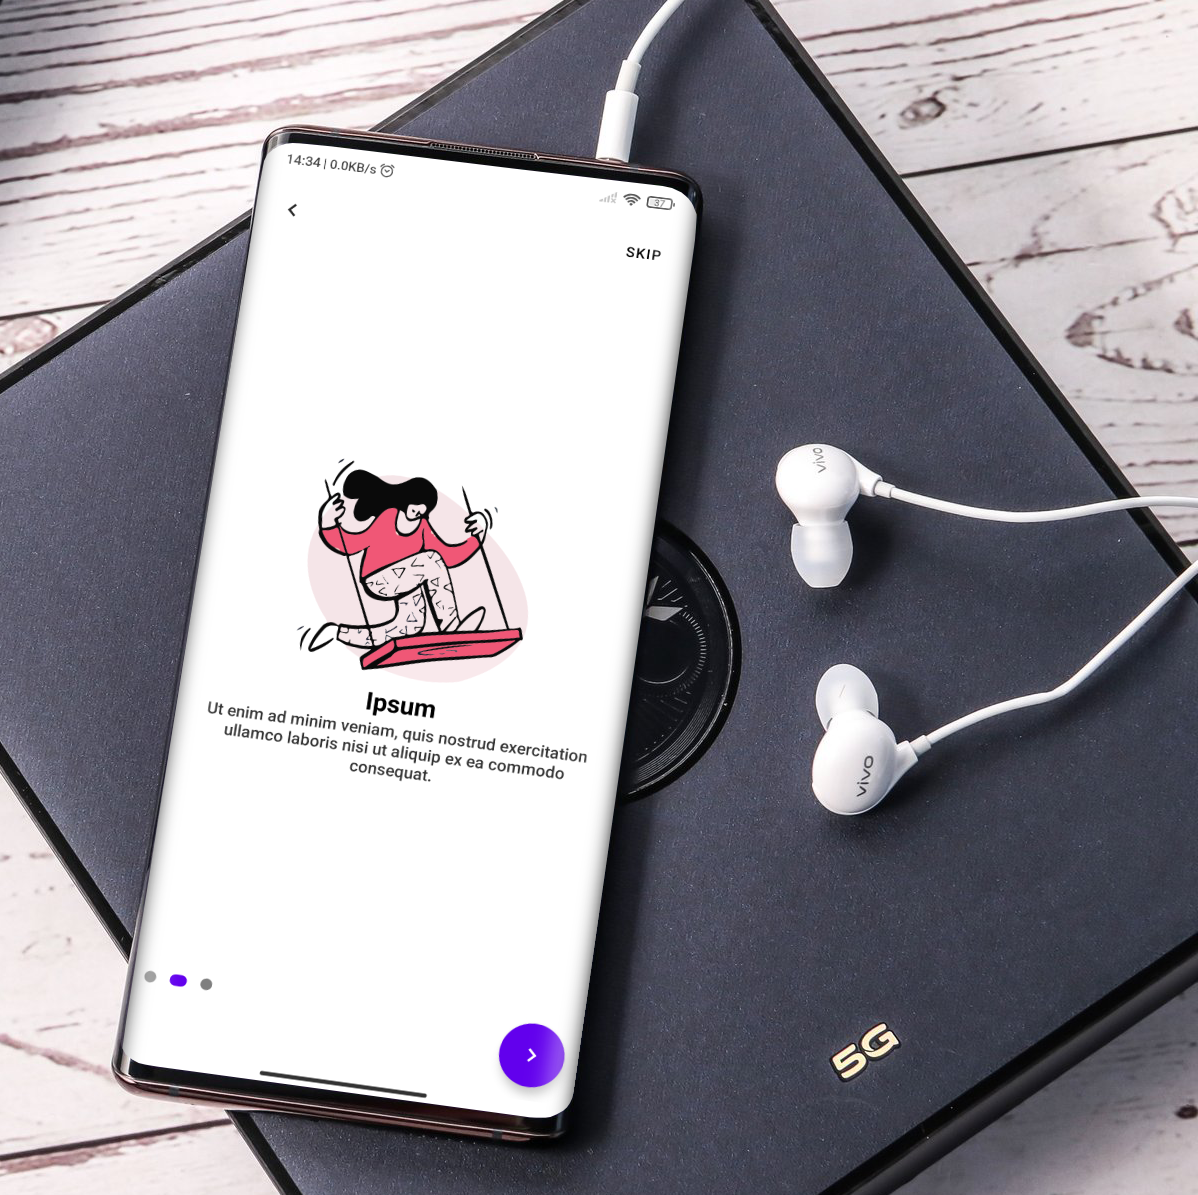 14:34 | 0.0KB/s
37
SKIP
Ipsum
Ut enim ad minim veniam, quis nostrud exercitation
ullamco laboris nisi ut aliquip ex ea commodo
consequat.
vivo
vivo
5G